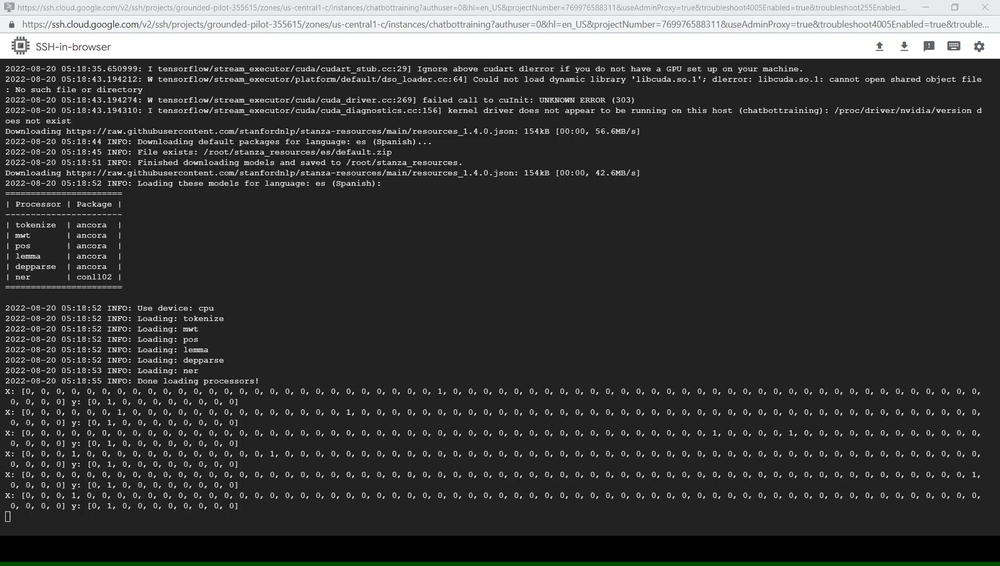 https://ssh.cloud.google.com/v2/ssh/projects/grounded-pilot-355615/zones/us-central1-c/instances/chatbottraining?authuser=0&hl=en_US&projectNumber=769976588311&useAdminProxy=true&troubleshoot4005Enabled=true&troubleshoot255Enabled...
https://ssh.cloud.google.com/v2/ssh/projects/grounded-pilot-355615/zones/us-central1-c/instances/chatbottraining?authuser=0&hl=en_US&projectNumber=769976588311&useAdminProxy=true&troubleshoot4005Enabled=true&trouble...
SSH-in-browser
2022-08-20 05:18:35.650999: I tensorflow/stream_executor/cuda/cudart_stub.cc:29] Ignore above cudart dlerror if you do not have a GPU set up on your machine.
2022-08-20 05:18:43.194212: W tensorflow/stream_executor/platform/default/dso_loader.cc:64] Could not load dynamic library 'libcuda.so.1'; dlerror: libcuda.so.1: cannot open shared object file
: No such file or directory
2022-08-20 05:18:43.194274: W tensorflow/stream_executor/cuda/cuda_driver.cc:269] failed call to cuInit: UNKNOWN ERROR (303)
2022-08-20 05:18:43.194310: I tensorflow/stream_executor/cuda/cuda_diagnostics.cc:156] kernel driver does not appear to be running on this host (chatbottraining): /proc/driver/nvidia/version d
oes not exist
Downloading https://raw.githubusercontent.com/stanfordnlp/stanza-resources/main/resources_1.4.0.json: 154kB [00:00, 56.6MB/s]
2022-08-20 05:18:44 INFO: Downloading default packages for language: es (Spanish)...
2022-08-20 05:18:45 INFO: File exists: /root/stanza_resources/es/default.zip
2022-08-20 05:18:51 INFO: Finished downloading models and saved to /root/stanza_resources.
Downloading https://raw.githubusercontent.com/stanfordnlp/stanza-resources/main/resources_1.4.0.json: 154kB [00:00, 42.6MB/s]
2022-08-20 05:18:52 INFO: Loading these models for language: es (Spanish):
=======================
| Processor | Package |
-----------------------
| tokenize  | ancora  |
| mwt       | ancora  |
| pos       | ancora  |
| lemma     | ancora  |
| depparse  | ancora  |
| ner       | conll02 |
=======================
2022-08-20 05:18:52 INFO: Use device: cpu
2022-08-20 05:18:52 INFO: Loading: tokenize
2022-08-20 05:18:52 INFO: Loading: mwt
2022-08-20 05:18:52 INFO: Loading: pos
2022-08-20 05:18:52 INFO: Loading: lemma
2022-08-20 05:18:52 INFO: Loading: depparse
2022-08-20 05:18:53 INFO: Loading: ner
2022-08-20 05:18:55 INFO: Done loading processors!
X: [0, 0, 0, 0, 0, 0, 0, 0, 0, 0, 0, 0, 0, 0, 0, 0, 0, 0, 0, 0, 0, 0, 0, 0, 0, 0, 0, 1, 0, 0, 0, 0, 0, 0, 0, 0, 0, 0, 0, 0, 0, 0, 0, 0, 0, 0, 0, 0, 0, 0, 0, 0, 0, 0, 0, 0, 0, 0, 0, 0, 0, 0, 0,
0, 0, 0, 0] y: [0, 1, 0, 0, 0, 0, 0, 0, 0, 0]
X: [0, 0, 0, 0, 0, 0, 1, 0, 0, 0, 0, 0, 0, 0, 0, 0, 0, 0, 0, 0, 0, 1, 0, 0, 0, 0, 0, 0, 0, 0, 0, 0, 0, 0, 0, 0, 0, 0, 0, 0, 0, 0, 0, 0, 0, 0, 0, 0, 0, 0, 0, 0, 0, 0, 0, 0, 0, 0, 0, 0, 0, 0, 0,
0, 0, 0, 0] y: [0, 1, 0, 0, 0, 0, 0, 0, 0, 0]
X: [0, 0, 0, 0, 0, 0, 0, 0, 0, 0, 0, 0, 0, 0, 0, 0, 0, 0, 0, 0, 0, 0, 0, 0, 0, 0, 0, 0, 0, 0, 0, 0, 0, 0, 0, 0, 0, 0, 0, 0, 0, 0, 0, 0, 0, 1, 0, 0, 0, 0, 1, 0, 0, 0, 0, 0, 0, 0, 0, 0, 0, 0, 0,
0, 0, 0, 0] y: [0, 1, 0, 0, 0, 0, 0, 0, 0, 0]
X: [0, 0, 0, 1, 0, 0, 0, 0, 0, 0, 0, 0, 0, 0, 0, 0, 1, 0, 0, 0, 0, 0, 0, 0, 0, 0, 0, 0, 0, 0, 0, 0, 0, 0, 0, 0, 0, 0, 0, 0, 0, 0, 0, 0, 0, 0, 0, 0, 0, 0, 0, 0, 0, 0, 0, 0, 0, 0, 0, 0, 0, 0, 0,
0, 0, 0, 0] y: [0, 1, 0, 0, 0, 0, 0, 0, 0, 0]
X: [0, 0, 0, 0, 0, 0, 0, 0, 0, 0, 0, 0, 0, 0, 0, 0, 0, 0, 0, 0, 0, 0, 0, 0, 0, 0, 0, 0, 0, 0, 0, 0, 0, 0, 0, 0, 0, 0, 0, 0, 0, 0, 0, 0, 0, 0, 0, 0, 0, 0, 0, 0, 0, 0, 0, 0, 0, 0, 0, 0, 0, 0, 1,
0, 0, 0, 0] y: [0, 1, 0, 0, 0, 0, 0, 0, 0, 0]
X: [0, 0, 0, 1, 0, 0, 0, 0, 0, 0, 0, 0, 0, 0, 0, 0, 0, 0, 0, 0, 0, 0, 0, 0, 0, 0, 0, 0, 0, 0, 0, 0, 0, 0, 0, 0, 0, 0, 0, 0, 0, 0, 0, 0, 0, 0, 0, 0, 0, 0, 0, 0, 0, 0, 0, 0, 0, 0, 0, 0, 0, 0, 0,
0, 0, 0, 0] y: [0, 1, 0, 0, 0, 0, 0, 0, 0, 0]